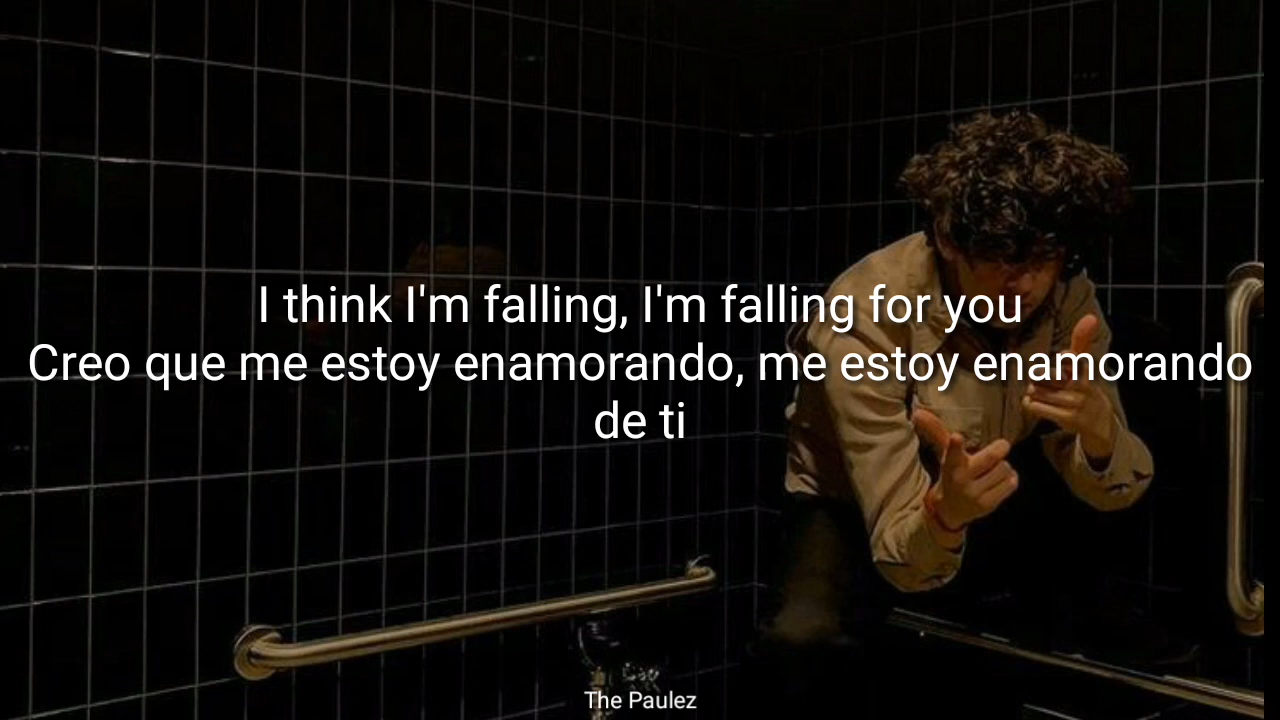 I think I'm falling, I'm falling for you
Creo que me estoy enamorando, me estoy enamorando
de ti
The Paulez